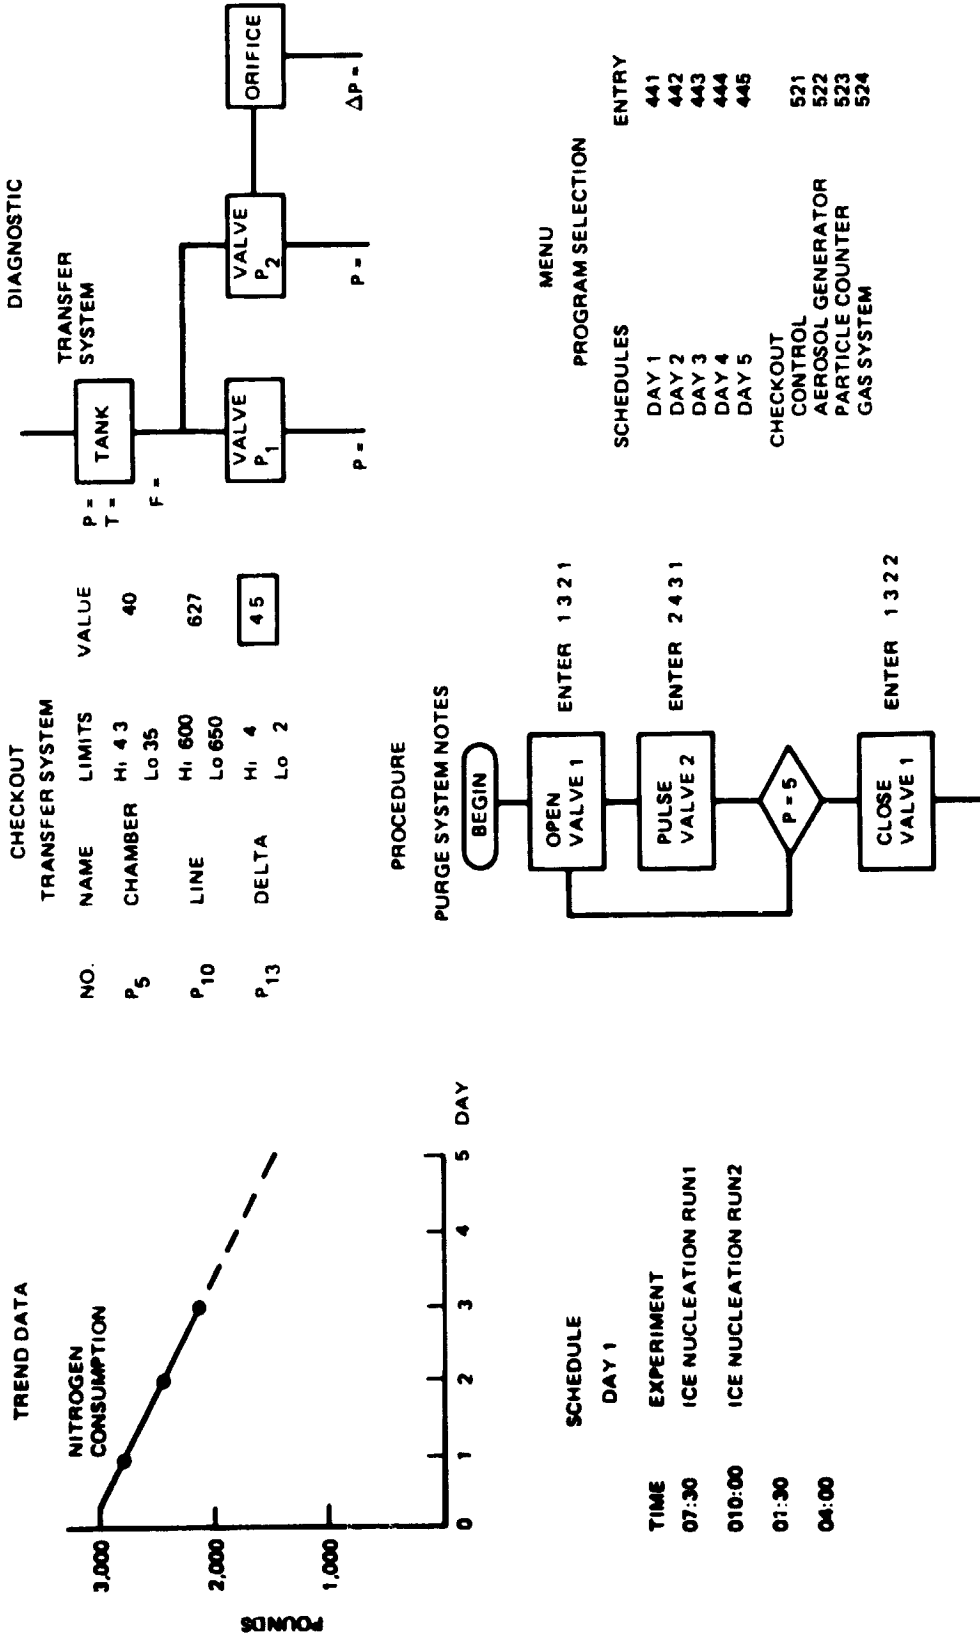 TREND DATA
NITROGEN
CONSUMPTION
3,000
2,000
1,000
POUNDS
0 1 2 3 4 5 DAY
CHECKOUT
TRANSFER SYSTEM
NO. NAME LIMITS VALUE
P5 CHAMBER Hi 43 40
Lo 35
P10 LINE Hi 600 627
Lo 650
P13 DELTA Hi 4 4 5
Lo 2
DIAGNOSTIC
TRANSFER
SYSTEM
P =
T =
TANK
F =
VALVE
P1
VALVE
P2
ORIFICE
P =
P =
ΔP =
SCHEDULE
DAY 1
TIME EXPERIMENT
07:30 ICE NUCLEATION RUN1
010:00 ICE NUCLEATION RUN2
01:30
04:00
PROCEDURE
PURGE SYSTEM NOTES
BEGIN
OPEN
VALVE 1
ENTER 1 3 2 1
PULSE
VALVE 2
ENTER 2 4 3 1
P = 5
CLOSE
VALVE 1
ENTER 1 3 2 2
MENU
PROGRAM SELECTION
SCHEDULES ENTRY
DAY 1 441
DAY 2 442
DAY 3 443
DAY 4 444
DAY 5 445
CHECKOUT
CONTROL 521
AEROSOL GENERATOR 522
PARTICLE COUNTER 523
GAS SYSTEM 524